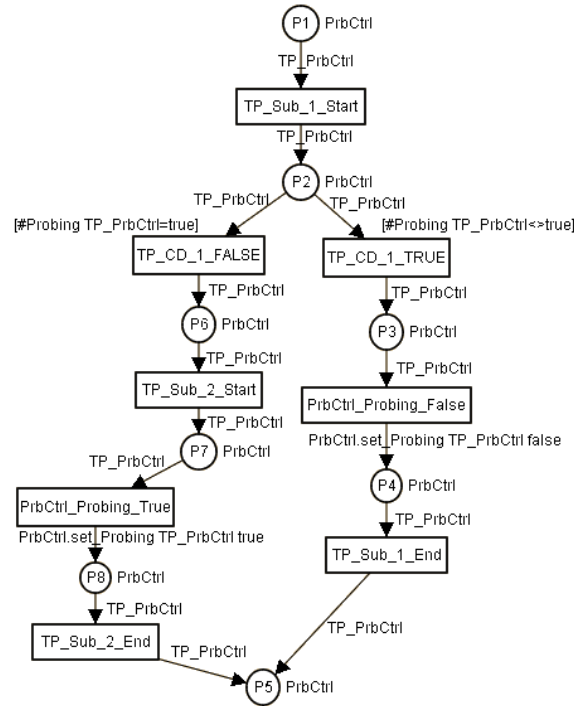 P1 PrbCtrl
TP_PrbCtrl
TP_Sub_1_Start
TP_PrbCtrl
P2 PrbCtrl
TP_PrbCtrl TP_PrbCtrl
[#Probing TP_PrbCtrl=true] [#Probing TP_PrbCtrl<>true]
TP_CD_1_FALSE TP_CD_1_TRUE
TP_PrbCtrl TP_PrbCtrl
P6 PrbCtrl P3 PrbCtrl
TP_PrbCtrl TP_PrbCtrl
TP_Sub_2_Start PrbCtrl_Probing_False
TP_PrbCtrl PrbCtrl.set_Probing TP_PrbCtrl false
P7 PrbCtrl
TP_PrbCtrl P4 PrbCtrl
PrbCtrl_Probing_True TP_PrbCtrl
PrbCtrl.set_Probing TP_PrbCtrl true
TP_Sub_1_End
P8 PrbCtrl
TP_PrbCtrl TP_PrbCtrl
TP_Sub_2_End TP_PrbCtrl
P5 PrbCtrl